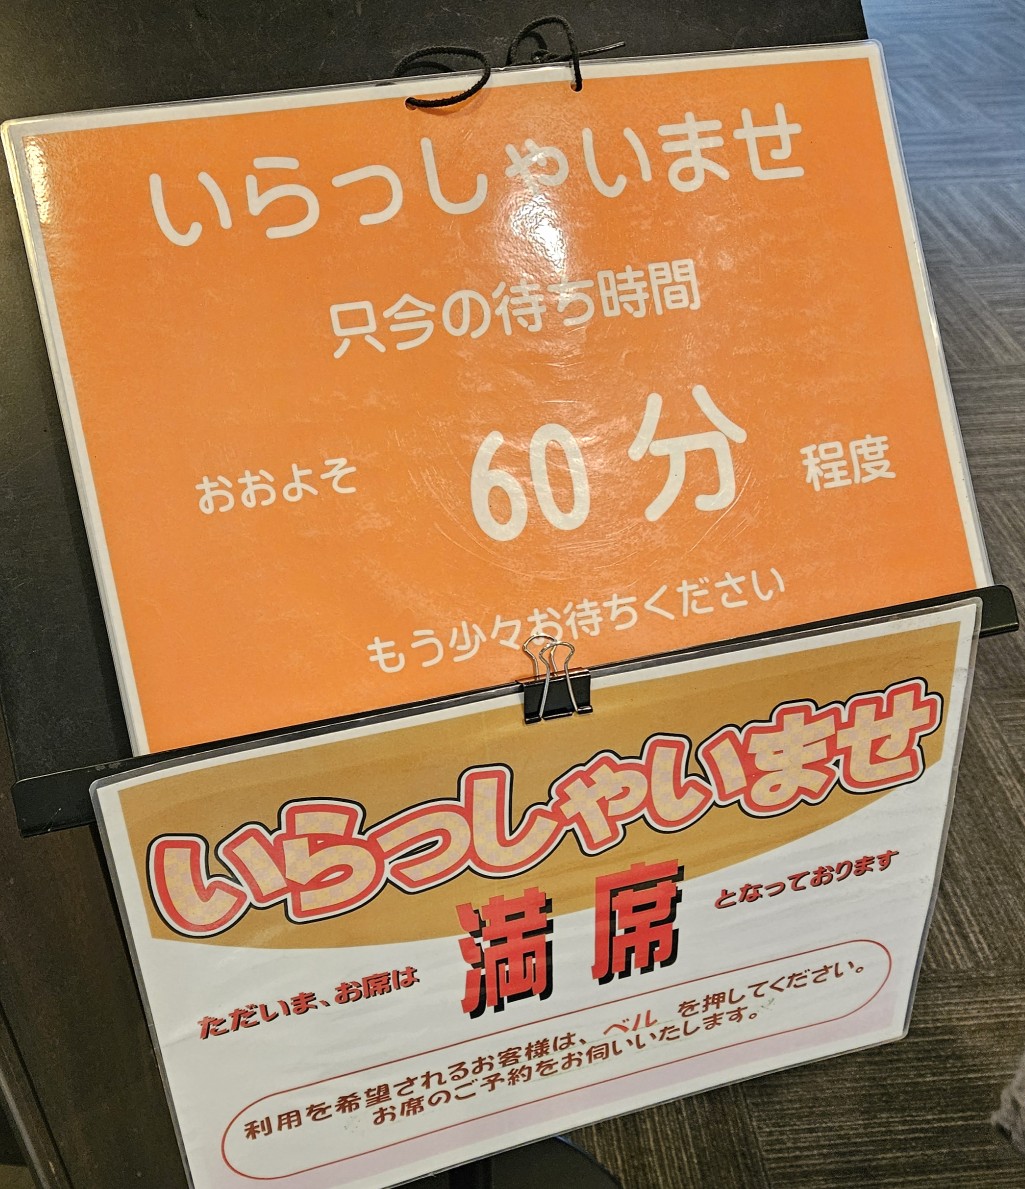 いらっしゃいませ
只今の待ち時間
おおよそ 60分 程度
もう少々お待ちください
いらっしゃいませ
ただいま、お席は 満席 となっております
利用を希望されるお客様は、ベル を押してください。
お席のご予約をお伺いいたします。